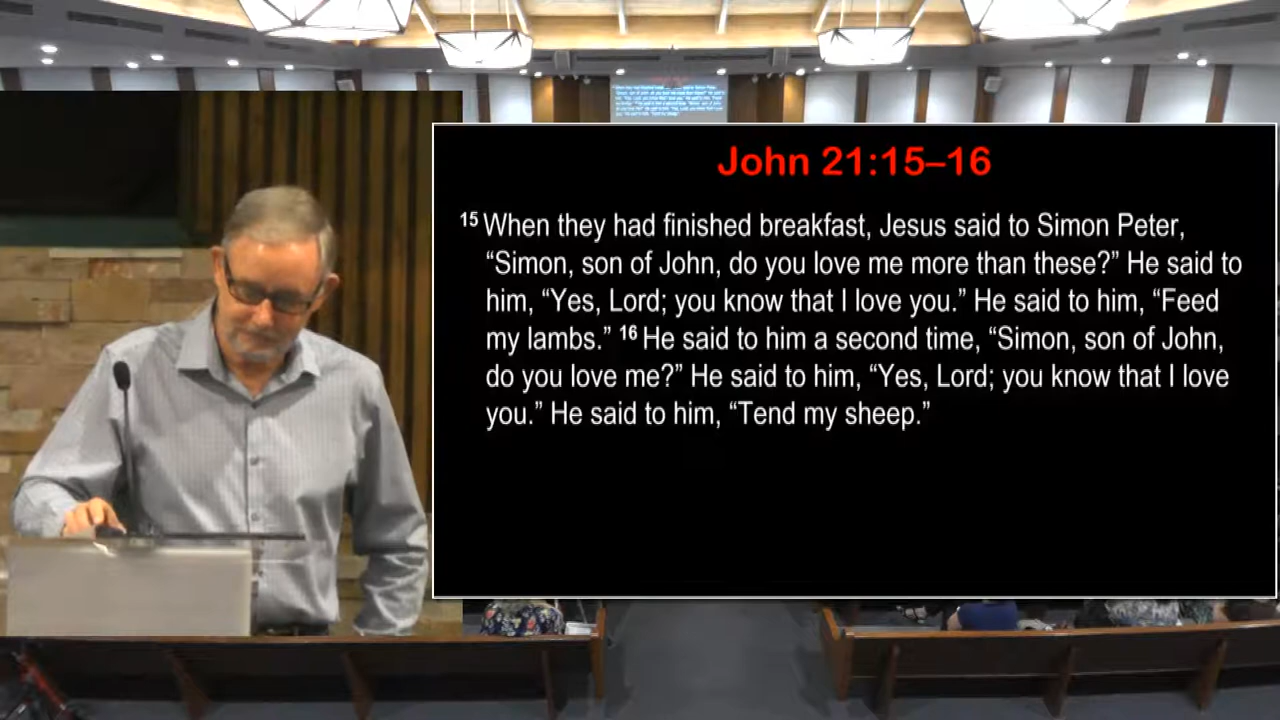 John 21:15–16
15 When they had finished breakfast, Jesus said to Simon Peter,
“Simon, son of John, do you love me more than these?” He said to
him, “Yes, Lord; you know that I love you.” He said to him, “Feed
my lambs.” 16 He said to him a second time, “Simon, son of John,
do you love me?” He said to him, “Yes, Lord; you know that I love
you.” He said to him, “Tend my sheep.”